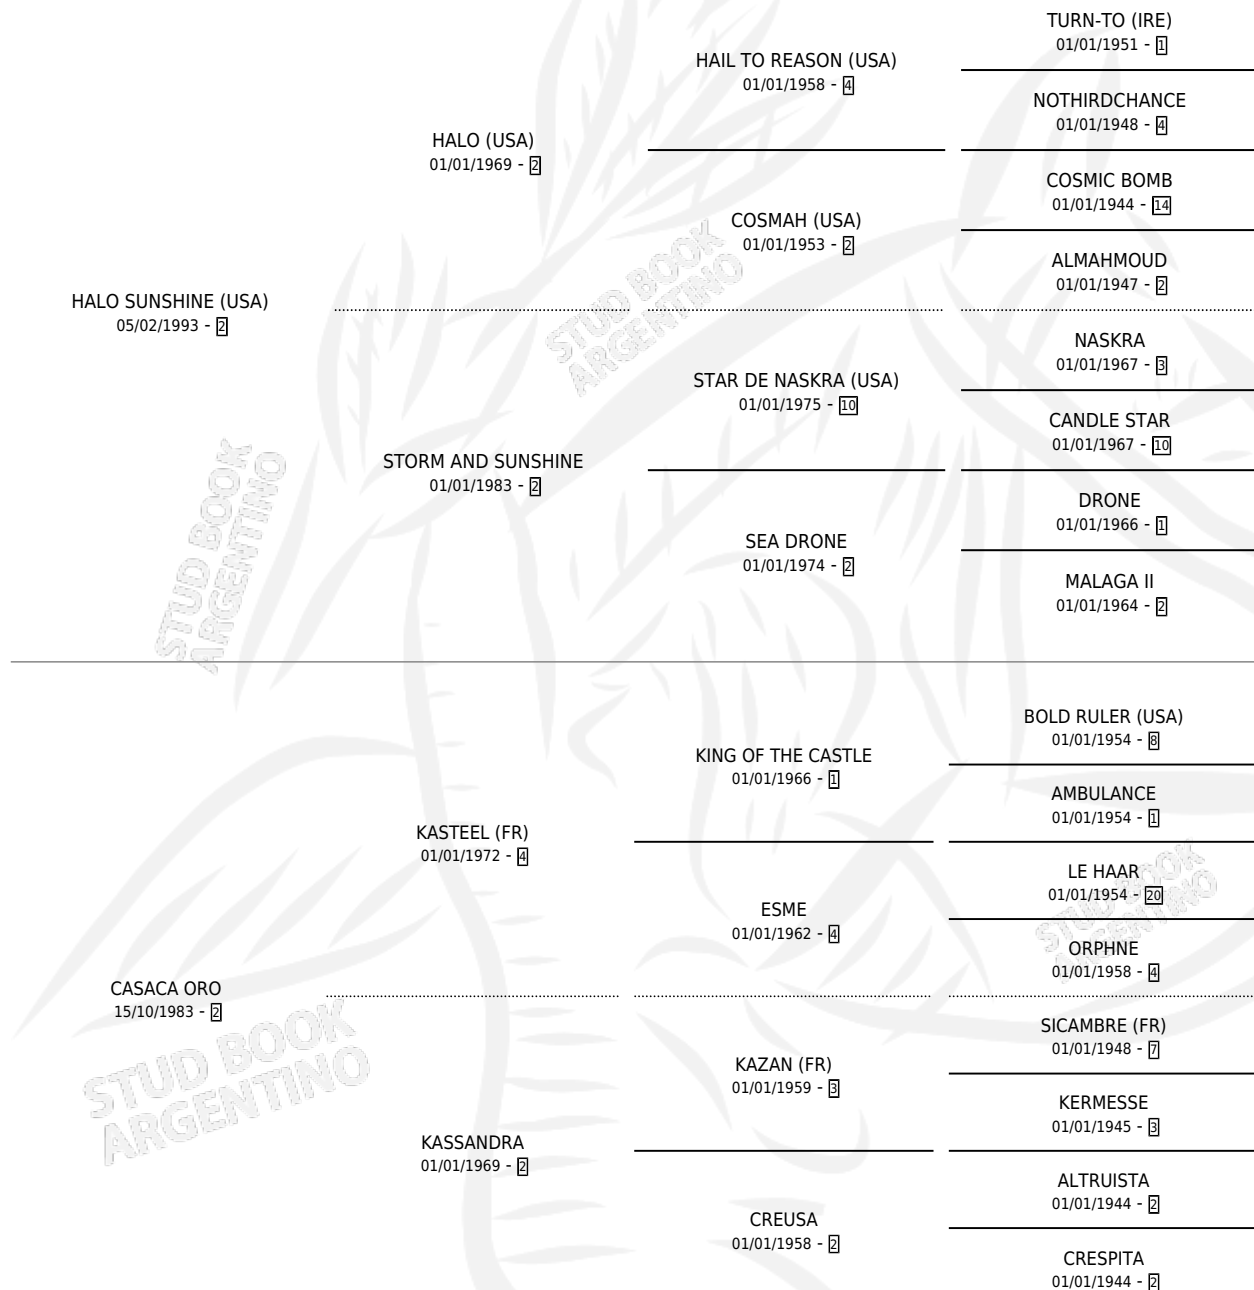 TURN-TO (IRE)
01/01/1951 - 1
HAIL TO REASON (USA)
01/01/1958 - 4
NOTHIRDCHANCE
01/01/1948 - 4
HALO (USA)
01/01/1969 - 2
COSMIC BOMB
01/01/1944 - 14
COSMAH (USA)
01/01/1953 - 2
ALMAHMOUD
01/01/1947 - 2
HALO SUNSHINE (USA)
05/02/1993 - 2
NASKRA
01/01/1967 - 3
STAR DE NASKRA (USA)
01/01/1975 - 10
CANDLE STAR
01/01/1967 - 10
STORM AND SUNSHINE
01/01/1983 - 2
DRONE
01/01/1966 - 1
SEA DRONE
01/01/1974 - 2
MALAGA II
01/01/1964 - 2
BOLD RULER (USA)
01/01/1954 - 8
KING OF THE CASTLE
01/01/1966 - 1
AMBULANCE
01/01/1954 - 1
KASTEEL (FR)
01/01/1972 - 4
LE HAAR
01/01/1954 - 20
ESME
01/01/1962 - 4
ORPHNE
01/01/1958 - 4
CASACA ORO
15/10/1983 - 2
SICAMBRE (FR)
01/01/1948 - 7
KAZAN (FR)
01/01/1959 - 3
KERMESSE
01/01/1945 - 3
KASSANDRA
01/01/1969 - 2
ALTRUISTA
01/01/1944 - 2
CREUSA
01/01/1958 - 2
CRESPITA
01/01/1944 - 2
STUD BOOK
ARGENTINO
STUD BOOK
ARGENTINO
STUD BOOK
ARGENTINO
STUD BOOK
ARGENTINO